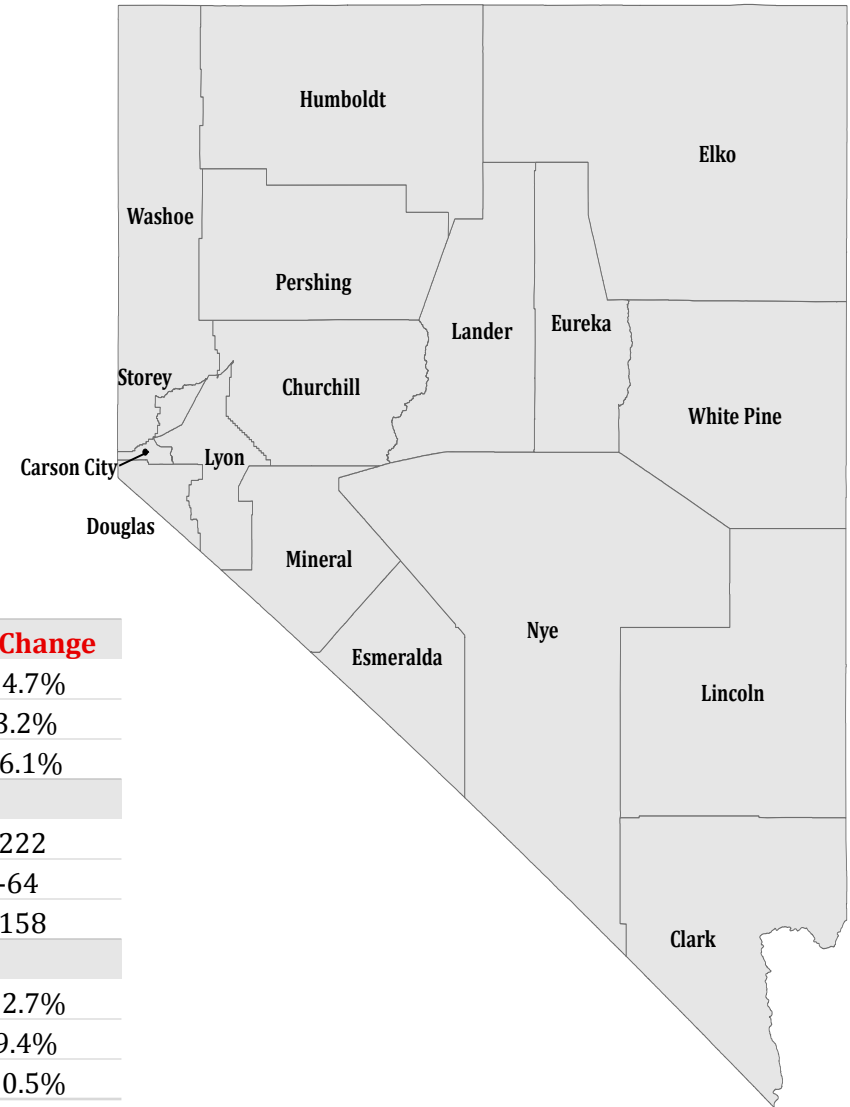 Humboldt
Elko
Washoe
Pershing
Lander
Eureka
Storey
Churchill
White Pine
Lyon
Carson City
Douglas
Mineral
Nye
Esmeralda
Lincoln
Clark
Change
4.7%
3.2%
6.1%
222
-64
158
2.7%
9.4%
0.5%